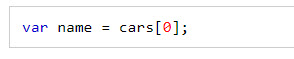 var name = cars[0];